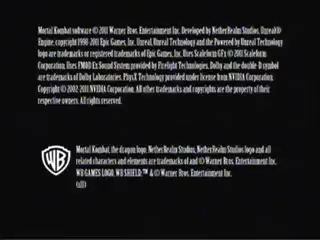 Mortal Kombat software © 2011 Warner Bros. Entertainment Inc. Developed by NetherRealm Studios, Unreal®
Engine, copyright 1998-2011 Epic Games, Inc. Unreal, Unreal Technology and the Powered by Unreal Technology
logo are trademarks or registered trademarks of Epic Games, Inc. Uses Scaleform GFx © 2011 Scaleform
Corporation. Uses FMOD Ex Sound System provided by Firelight Technologies. Dolby and the double-D symbol
are trademarks of Dolby Laboratories. PhysX Technology provided under license from NVIDIA Corporation.
Copyright © 2002-2011 NVIDIA Corporation. All other trademarks and copyrights are the property of their
respective owners. All rights reserved.
WB
Mortal Kombat, the dragon logo, NetherRealm Studios, NetherRealm Studios logo and all
related characters and elements are trademarks of and © Warner Bros. Entertainment Inc.
WB GAMES LOGO, WB SHIELD: ™ & © Warner Bros. Entertainment Inc.
(s11)